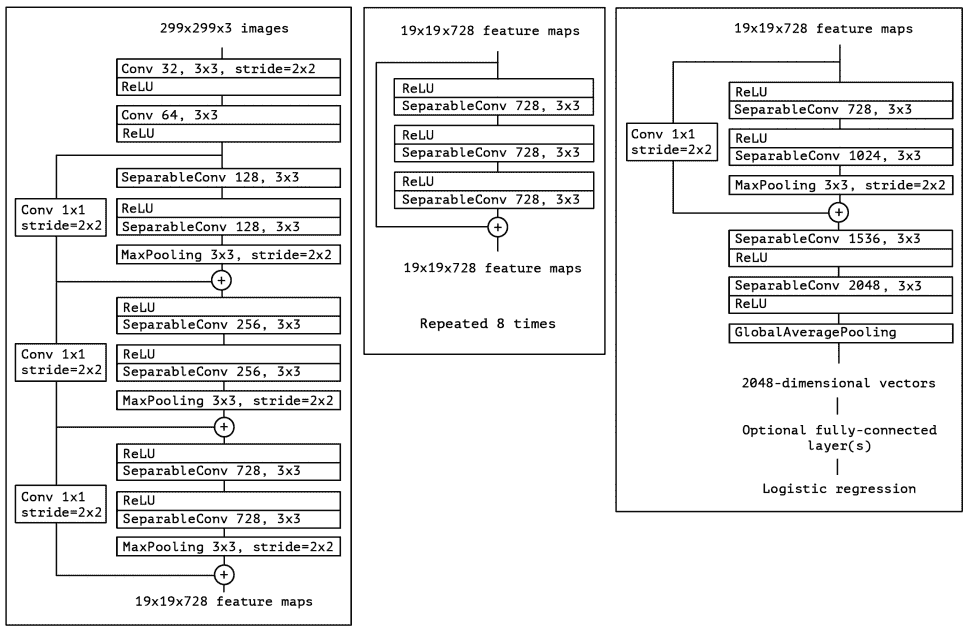 299x299x3 images
Conv 32, 3x3, stride=2x2
ReLU
Conv 64, 3x3
ReLU
SeparableConv 128, 3x3
Conv 1x1
stride=2x2
ReLU
SeparableConv 128, 3x3
MaxPooling 3x3, stride=2x2
+
ReLU
SeparableConv 256, 3x3
Conv 1x1
stride=2x2
ReLU
SeparableConv 256, 3x3
MaxPooling 3x3, stride=2x2
+
ReLU
SeparableConv 728, 3x3
Conv 1x1
stride=2x2
ReLU
SeparableConv 728, 3x3
MaxPooling 3x3, stride=2x2
+
19x19x728 feature maps
19x19x728 feature maps
ReLU
SeparableConv 728, 3x3
ReLU
SeparableConv 728, 3x3
ReLU
SeparableConv 728, 3x3
+
19x19x728 feature maps
Repeated 8 times
19x19x728 feature maps
ReLU
SeparableConv 728, 3x3
Conv 1x1
stride=2x2
ReLU
SeparableConv 1024, 3x3
MaxPooling 3x3, stride=2x2
+
SeparableConv 1536, 3x3
ReLU
SeparableConv 2048, 3x3
ReLU
GlobalAveragePooling
2048-dimensional vectors
Optional fully-connected
layer(s)
Logistic regression